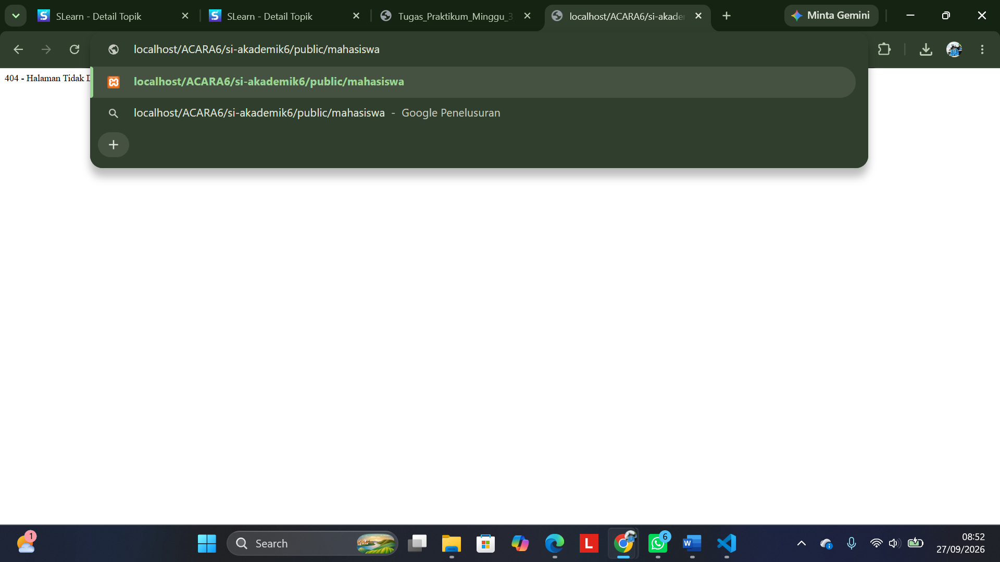 SLearn - Detail Topik
SLearn - Detail Topik
Tugas_Praktikum_Minggu_3
localhost/ACARA6/si-akader
Minta Gemini
localhost/ACARA6/si-akademik6/public/mahasiswa
404 - Halaman Tidak D
localhost/ACARA6/si-akademik6/public/mahasiswa
localhost/ACARA6/si-akademik6/public/mahasiswa - Google Penelusuran
1
Search
L
6
W
08:52
27/09/2026